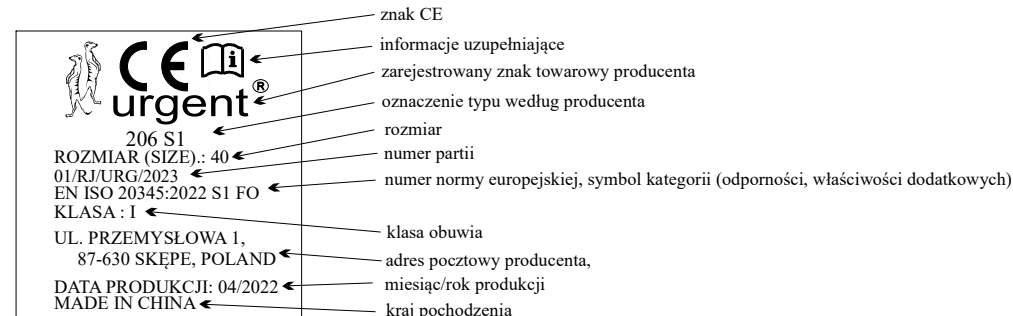 znak CE
informacje uzupełniające
zarejestrowany znak towarowy producenta
oznaczenie typu według producenta
rozmiar
numer partii
numer normy europejskiej, symbol kategorii (odporności, właściwości dodatkowych)
klasa obuwia
adres pocztowy producenta,
miesiąc/rok produkcji
kraj pochodzenia
CE i
urgent®
206 S1
ROZMIAR (SIZE).: 40
01/RJ/URG/2023
EN ISO 20345:2022 S1 FO
KLASA : I
UL. PRZEMYSŁOWA 1,
87-630 SKĘPE, POLAND
DATA PRODUKCJI: 04/2022
MADE IN CHINA